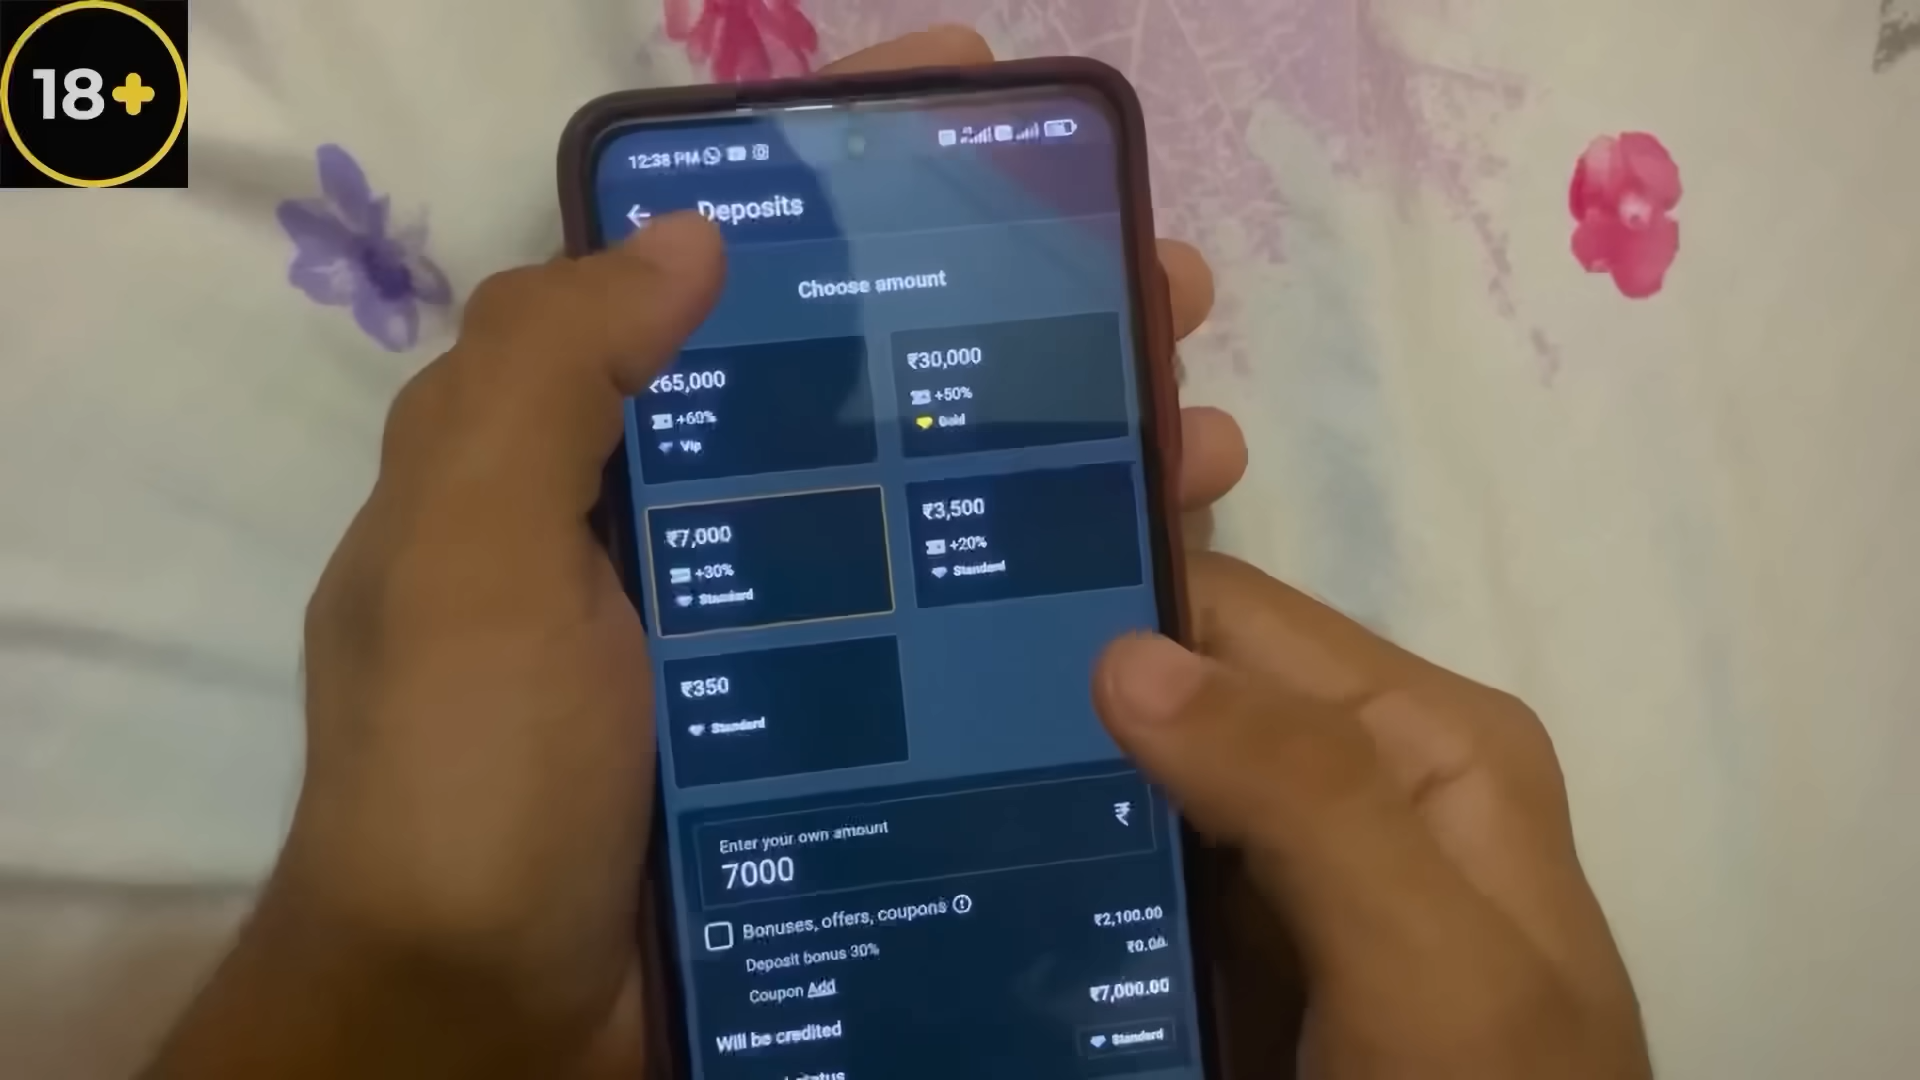 18+
12:38 PM
Deposits
Choose amount
₹65,000
+60%
Vip
₹30,000
+50%
Gold
₹7,000
+30%
Standard
₹3,500
+20%
Standard
₹350
Standard
Enter your own amount
7000
₹
Bonuses, offers, coupons
₹2,100.00
Deposit bonus 30%
₹0.00
Coupon Add
₹7,000.00
Will be credited
Standard
status